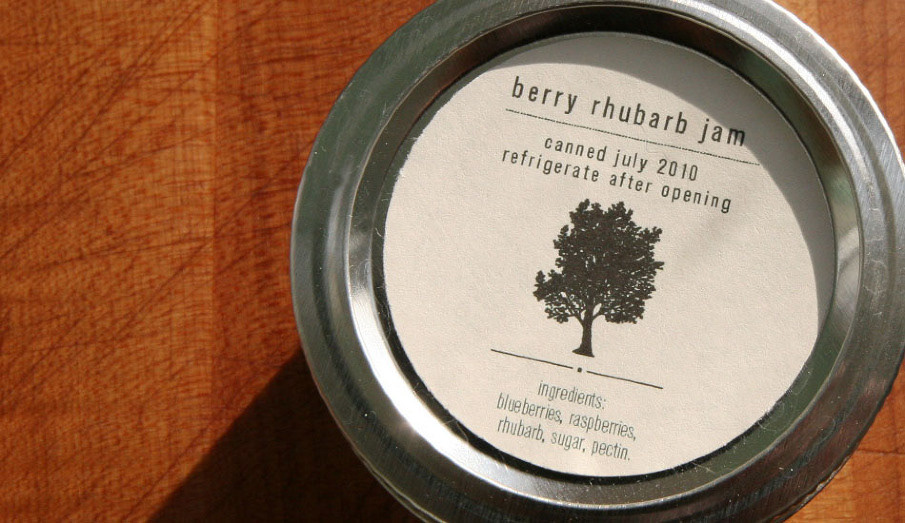 berry rhubarb jam
canned july 2010
refrigerate after opening
ingredients:
blueberries, raspberries,
rhubarb, sugar, pectin.